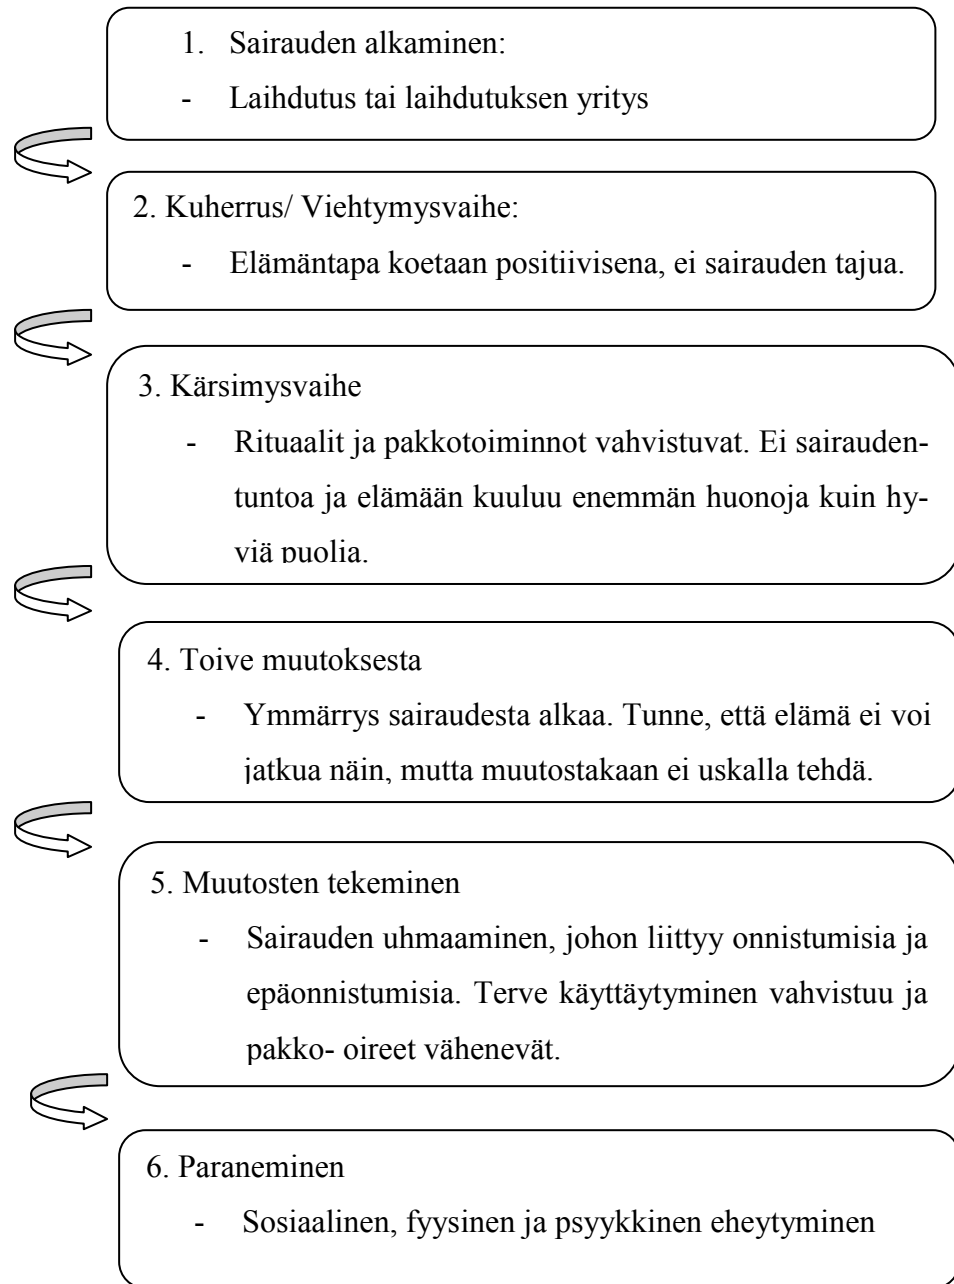 1. Sairauden alkaminen:
- Laihdutus tai laihdutuksen yritys
2. Kuherrus/ Viehtymysvaihe:
- Elämäntapa koetaan positiivisena, ei sairauden tajua.
3. Kärsimysvaihe
- Rituaalit ja pakkotoiminnot vahvistuvat. Ei sairauden-
tuntoa ja elämään kuuluu enemmän huonoja kuin hy-
viä puolia.
4. Toive muutoksesta
- Ymmärrys sairaudesta alkaa. Tunne, että elämä ei voi
jatkua näin, mutta muutostakaan ei uskalla tehdä.
5. Muutosten tekeminen
- Sairauden uhmaaminen, johon liittyy onnistumisia ja
epäonnistumisia. Terve käyttäytyminen vahvistuu ja
pakko- oireet vähenevät.
6. Paraneminen
- Sosiaalinen, fyysinen ja psyykkinen eheytyminen